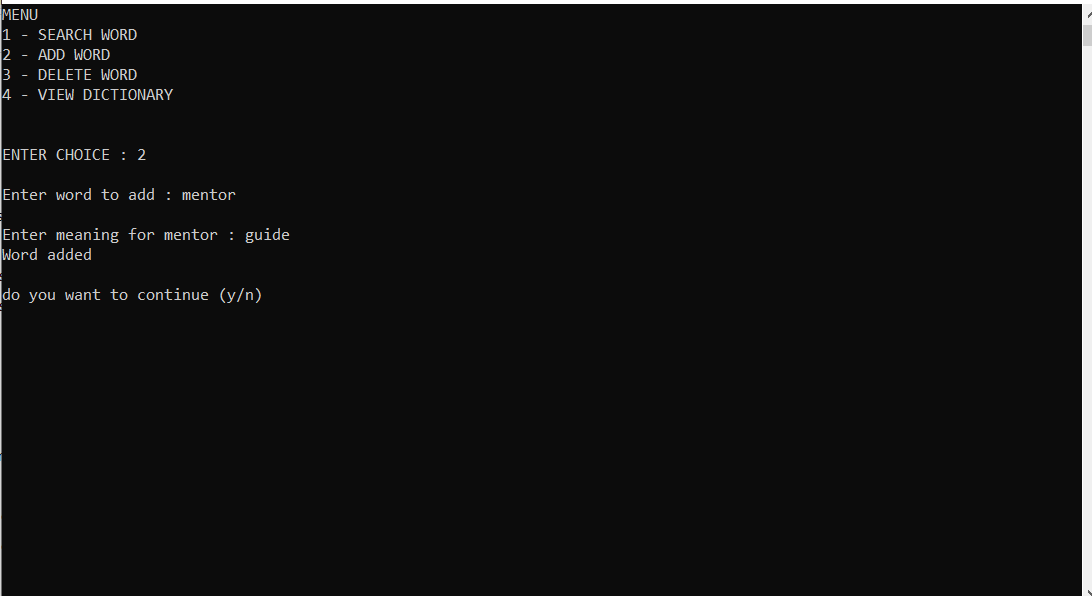 MENU
1 - SEARCH WORD
2 - ADD WORD
3 - DELETE WORD
4 - VIEW DICTIONARY
ENTER CHOICE : 2
Enter word to add : mentor
Enter meaning for mentor : guide
Word added
do you want to continue (y/n)